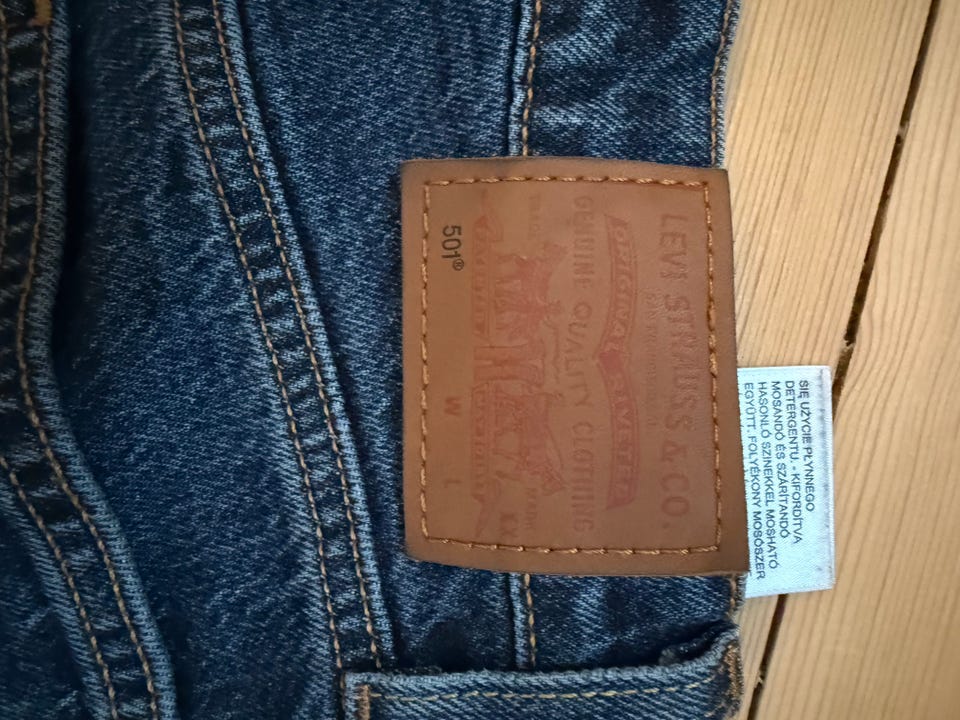 LEVI STRAUSS & CO.
ORIGINAL RIVETED
GENUINE QUALITY CLOTHING
501®
W L
SIĘ UŻYCIE PŁYNNEGO
DETERGENTU. - KIFORDÍTVA
MOSANDÓ ÉS SZÁRÍTANDÓ
HASONLÓ SZINEKKEL MOSHATÓ
EGYÜTT. FOLYÉKONY MOSÓSZER